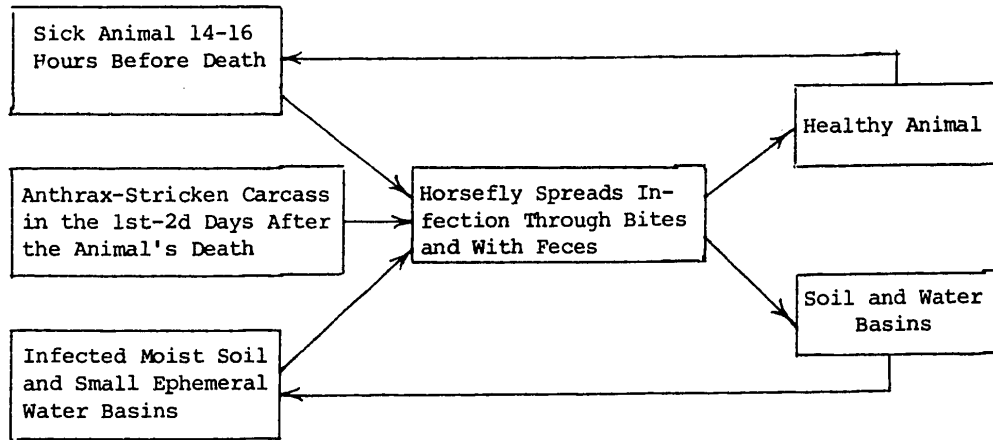 Sick Animal 14-16
Hours Before Death
Healthy Animal
Anthrax-Stricken Carcass
in the 1st-2d Days After
the Animal's Death
Horsefly Spreads In-
fection Through Bites
and With Feces
Soil and Water
Basins
Infected Moist Soil
and Small Ephemeral
Water Basins